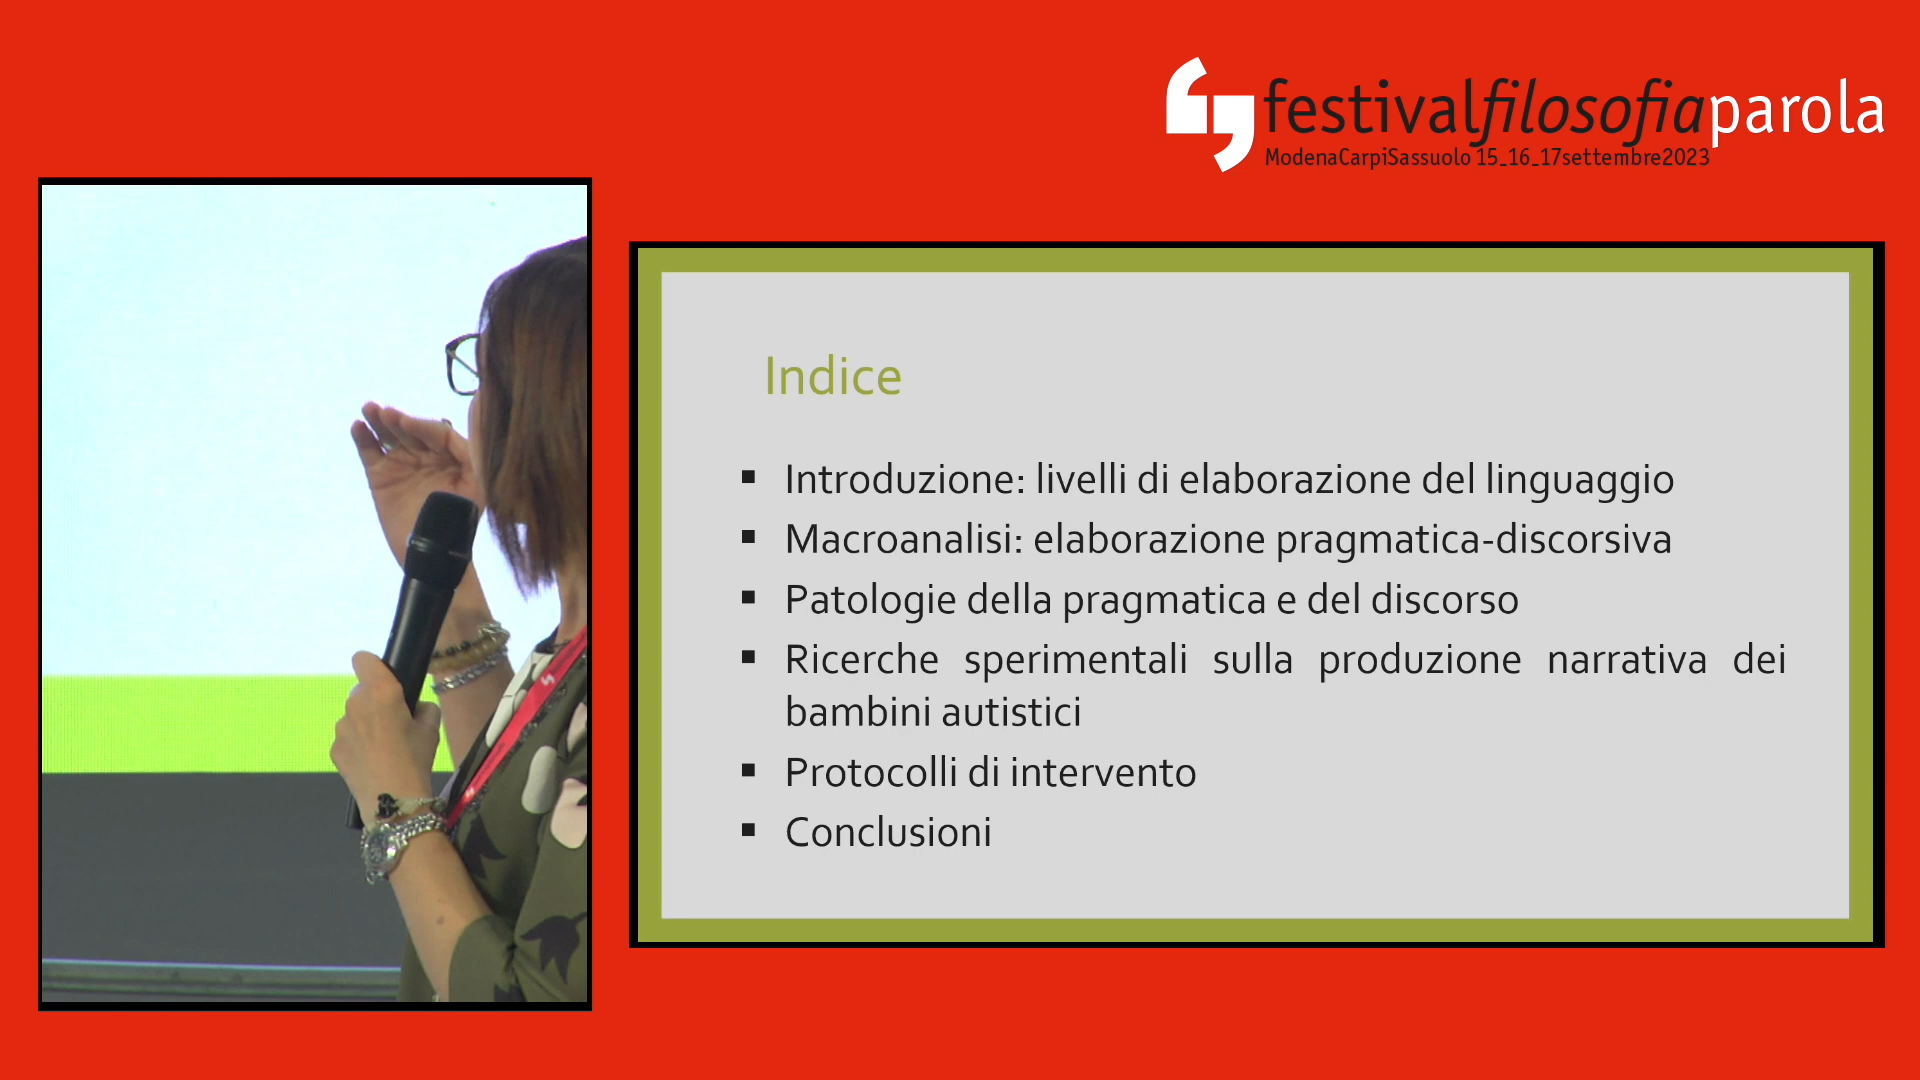 festivalfilosofiaparola
ModenaCarpiSassuolo 15_16_17settembre2023
Indice
▪ Introduzione: livelli di elaborazione del linguaggio
▪ Macroanalisi: elaborazione pragmatica-discorsiva
▪ Patologie della pragmatica e del discorso
▪ Ricerche sperimentali sulla produzione narrativa dei
bambini autistici
▪ Protocolli di intervento
▪ Conclusioni